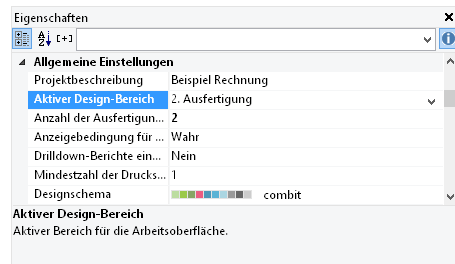 Eigenschaften
[+]
Allgemeine Einstellungen
Projektbeschreibung Beispiel Rechnung
Aktiver Design-Bereich 2. Ausfertigung
Anzahl der Ausfertigun... 2
Anzeigebedingung für ... Wahr
Drilldown-Berichte ein... Nein
Mindestzahl der Drucks... 1
Designschema combit
Aktiver Design-Bereich
Aktiver Bereich für die Arbeitsoberfläche.